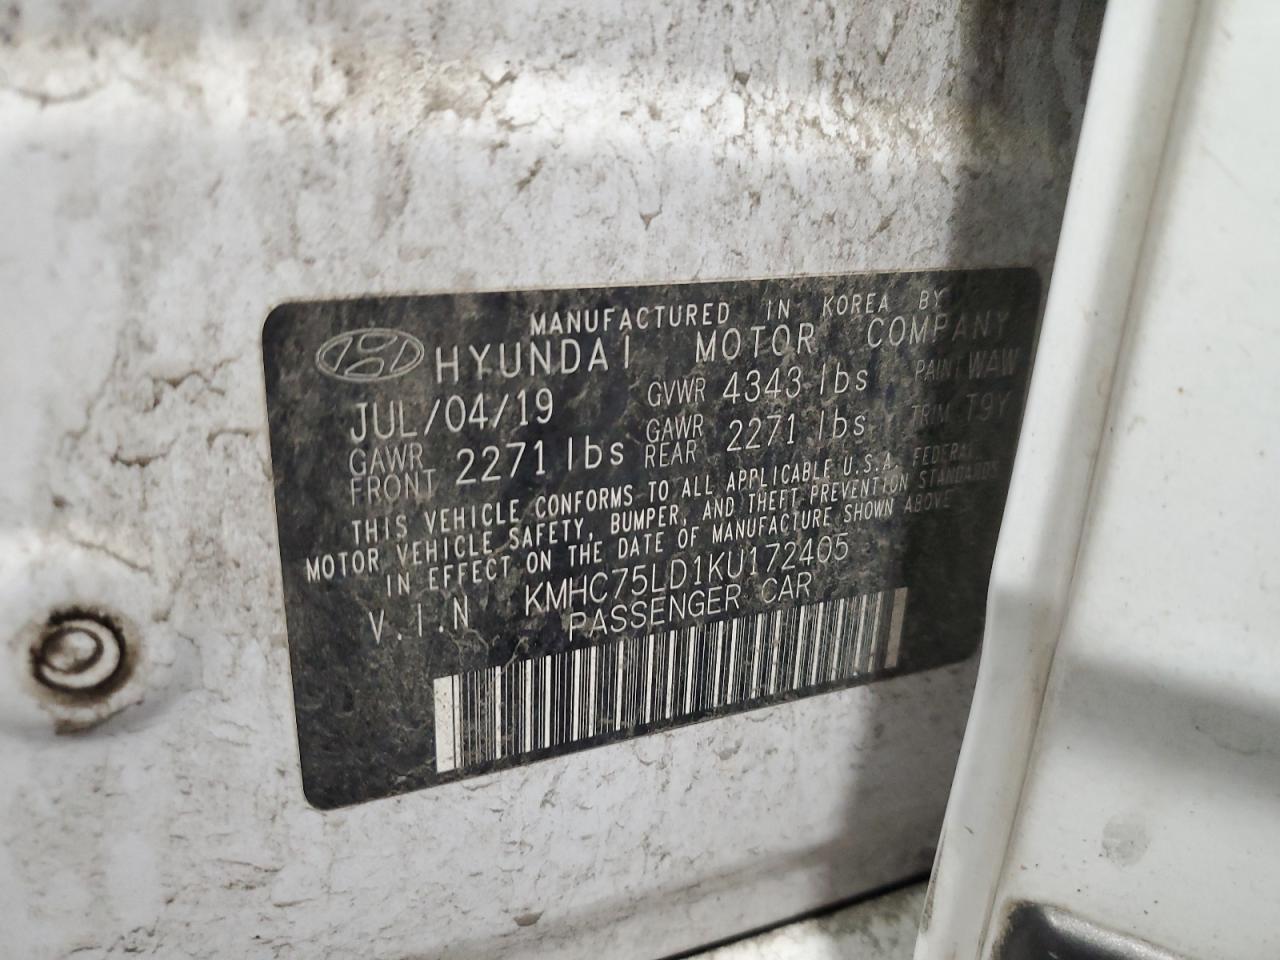 MANUFACTURED IN KOREA BY
HYUNDAI MOTOR COMPANY
JUL/04/19 GVWR 4343 lbs PAINT WAW
GAWR FRONT 2271 lbs GAWR REAR 2271 lbs TRIM T9Y
THIS VEHICLE CONFORMS TO ALL APPLICABLE U.S.A. FEDERAL
MOTOR VEHICLE SAFETY, BUMPER, AND THEFT PREVENTION STANDARDS
IN EFFECT ON THE DATE OF MANUFACTURE SHOWN ABOVE
V.I.N KMHC75LD1KU172405
PASSENGER CAR